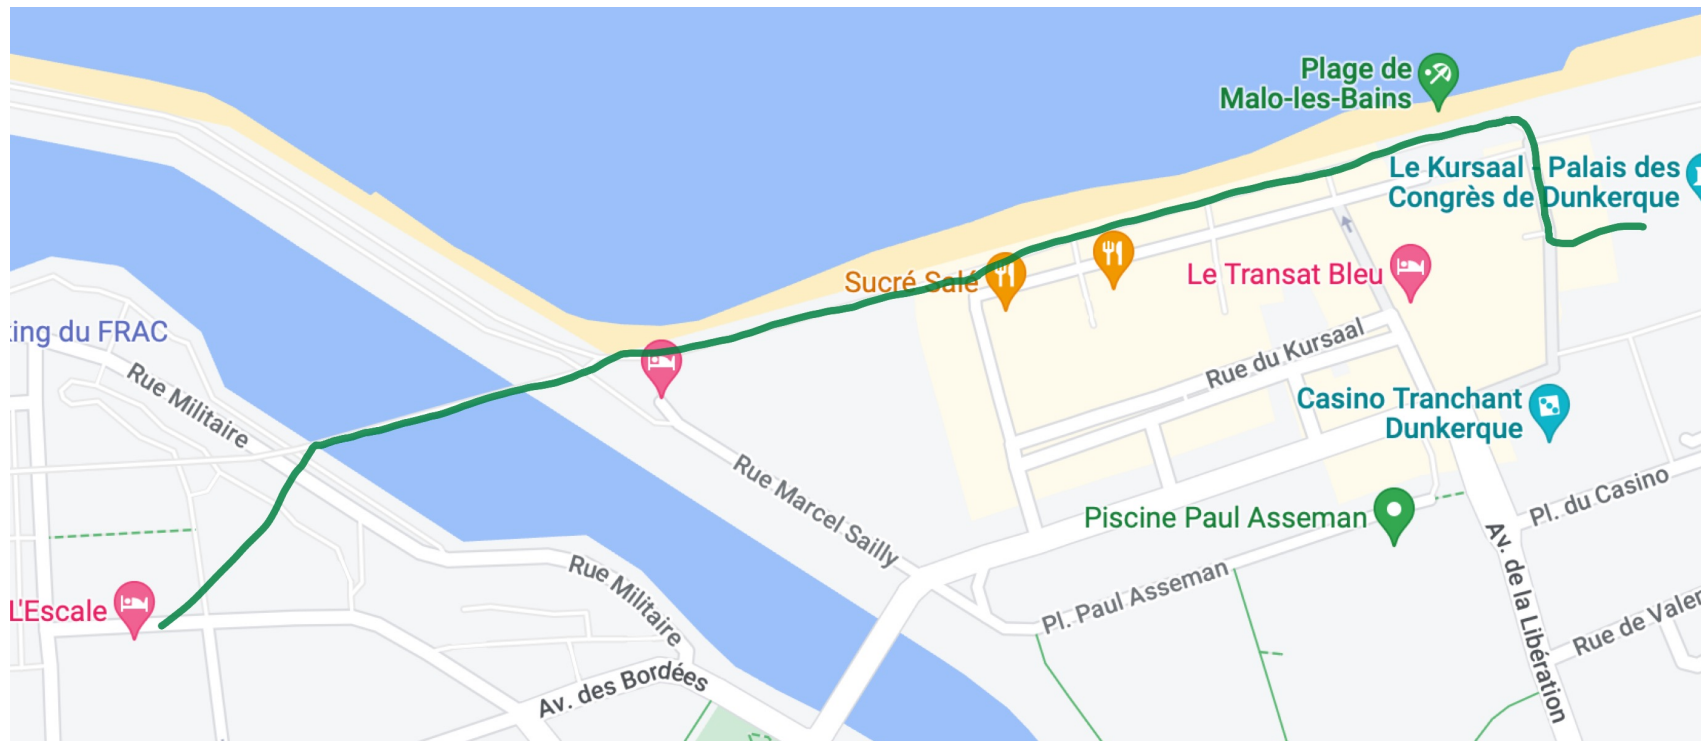 Plage de
Malo-les-Bains
Le Kursaal - Palais des
Congrès de Dunkerque
Sucré Salé
Le Transat Bleu
king du FRAC
Rue Militaire
Rue du Kursaal
Casino Tranchant
Dunkerque
Rue Marcel Sailly
Piscine Paul Asseman
Pl. du Casino
Av. de la Libération
Rue Militaire
Pl. Paul Asseman
L'Escale
Rue de Valen
Av. des Bordées